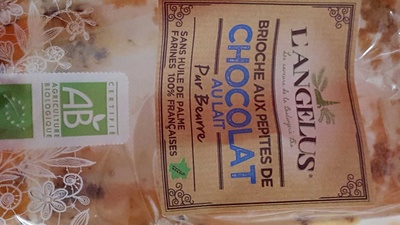 L'ANGELUS
BRIOCHE AUX PÉPITES DE
CHOCOLAT
AU LAIT
Pur Beurre
SANS HUILE DE PALME
FARINES 100% FRANÇAISES
CERTIFIÉ
AB
AGRICULTURE
BIOLOGIQUE